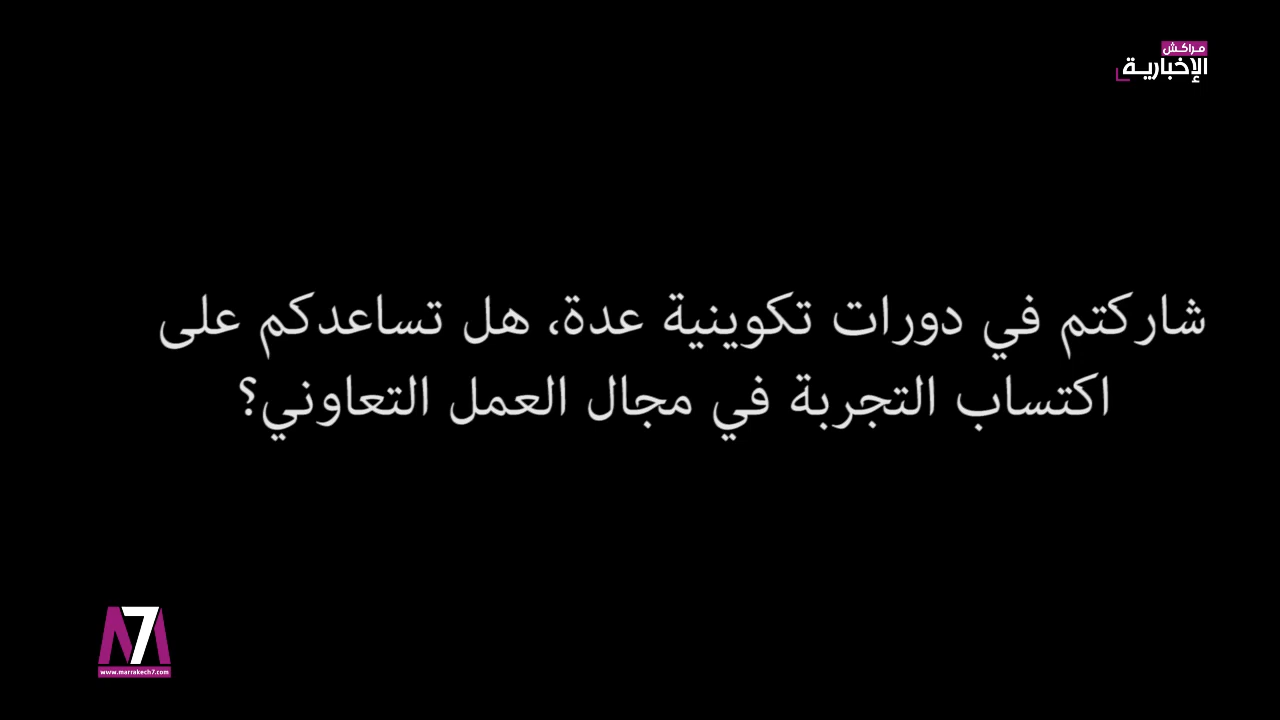 مراكش
الإخبارية
شاركتم في دورات تكوينية عدة، هل تساعدكم على
اكتساب التجربة في مجال العمل التعاوني؟
M7
www.marrakech7.com